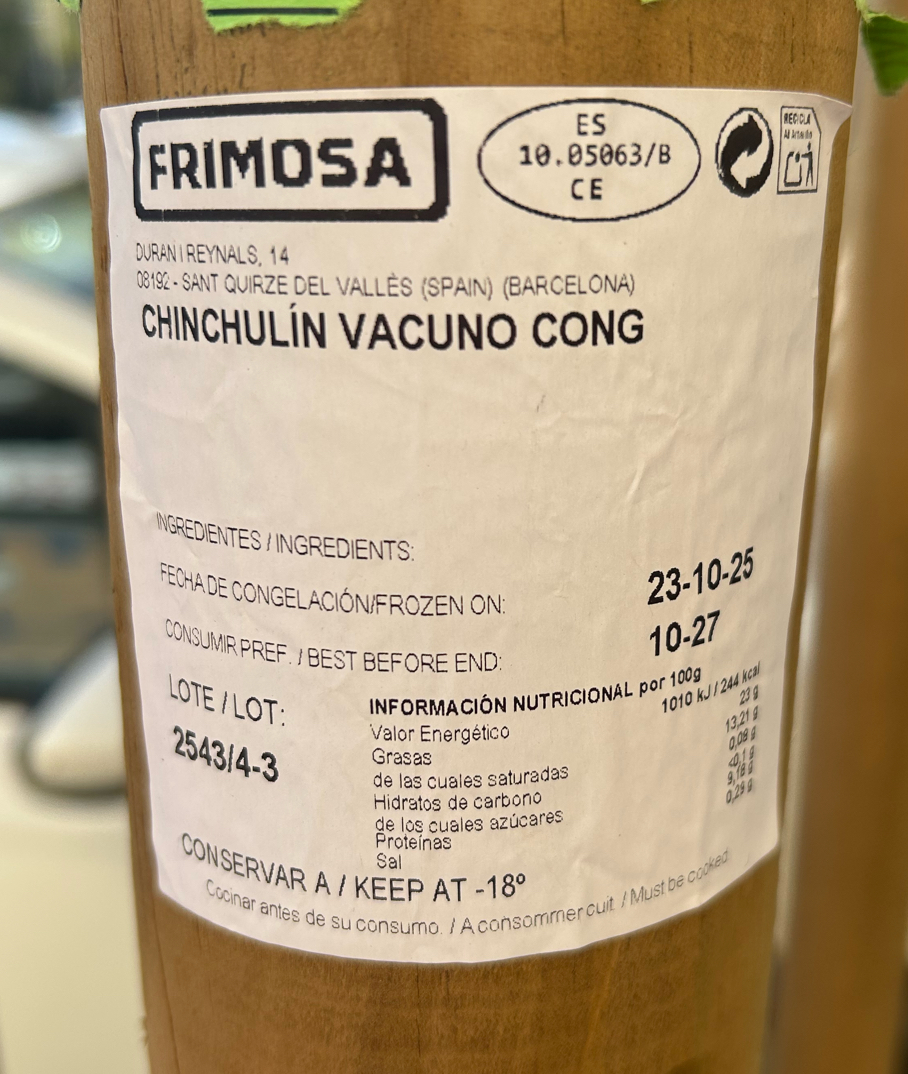 FRIMOSA
ES
10.05063/B
CE
RECICLA
Al Amarillo
DURAN I REYNALS, 14
08192 - SANT QUIRZE DEL VALLÈS (SPAIN) (BARCELONA)
CHINCHULÍN VACUNO CONG
INGREDIENTES / INGREDIENTS:
FECHA DE CONGELACIÓN/FROZEN ON: 23-10-25
CONSUMIR PREF. / BEST BEFORE END: 10-27
LOTE / LOT:
2543/4-3
INFORMACIÓN NUTRICIONAL por 100g
Valor Energético 1010 kJ / 244 kcal
Grasas 23 g
de las cuales saturadas 13,21 g
Hidratos de carbono 0,08 g
de los cuales azúcares <0,1 g
Proteínas 9,18 g
Sal 0,29 g
CONSERVAR A / KEEP AT -18º
Cocinar antes de su consumo. / A consommer cuit. / Must be cooked